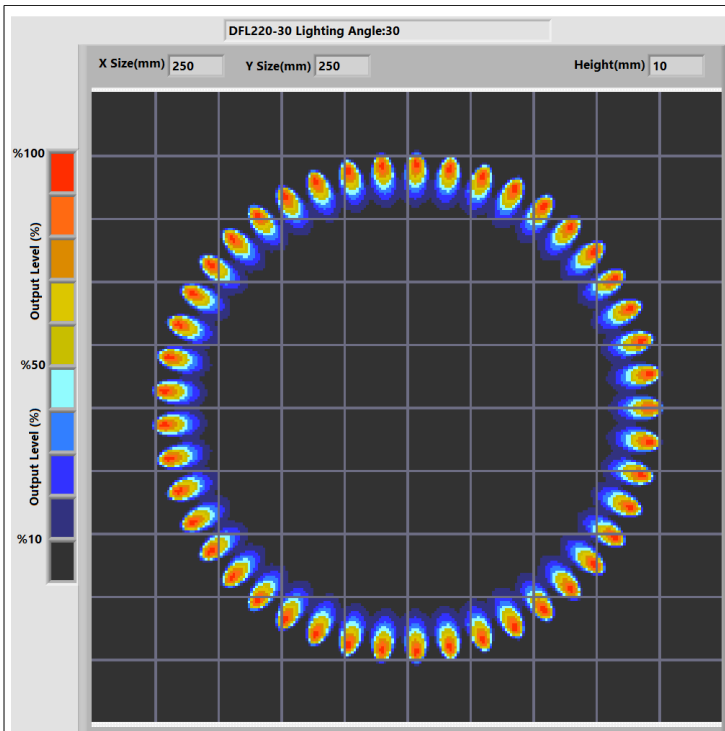 DFL220-30 Lighting Angle:30
X Size(mm) 250 Y Size(mm) 250 Height(mm) 10
%100
Output Level (%)
%50
Output Level (%)
%10